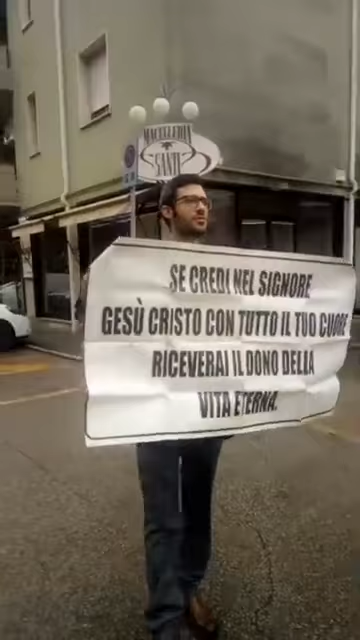 MACELLERIA
SANTI
SE CREDI NEL SIGNORE
GESÙ CRISTO CON TUTTO IL TUO CUORE
RICEVERAI IL DONO DELLA
VITA ETERNA.